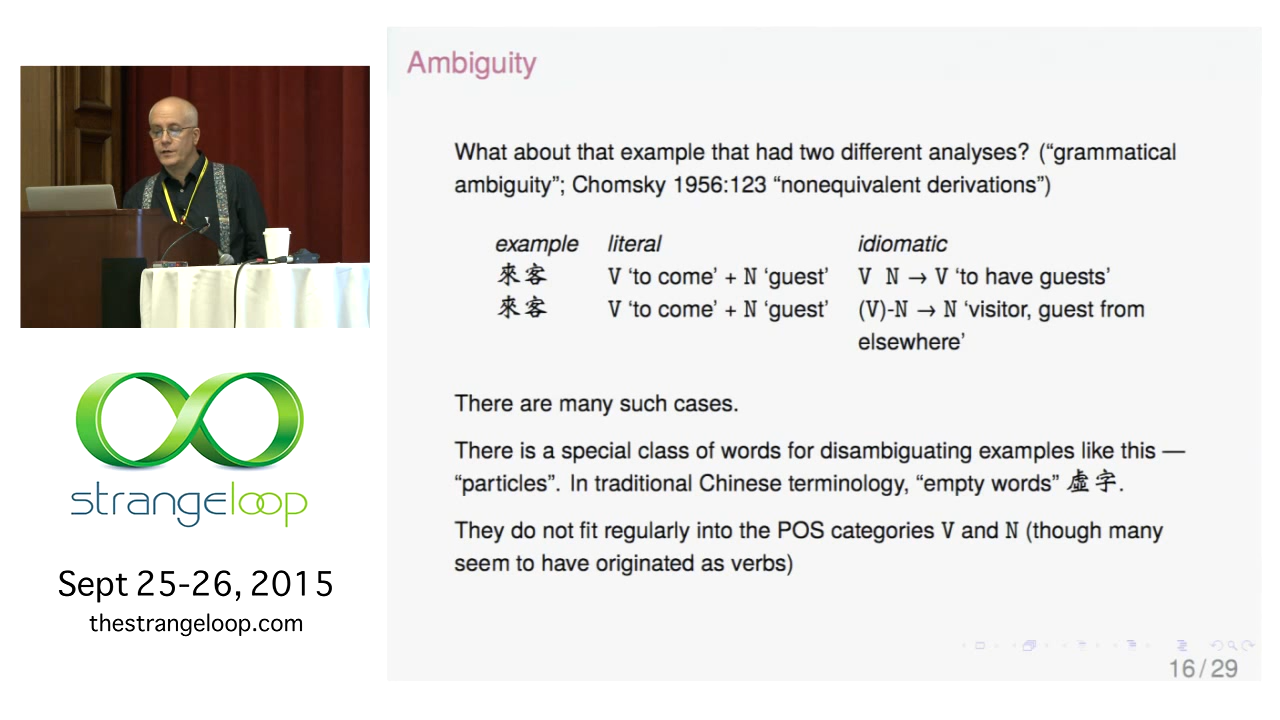 Ambiguity
What about that example that had two different analyses? (“grammatical
ambiguity”; Chomsky 1956:123 “nonequivalent derivations”)
example literal idiomatic
來客 V ‘to come’ + N ‘guest’ V N → V ‘to have guests’
來客 V ‘to come’ + N ‘guest’ (V)-N → N ‘visitor, guest from
elsewhere’
There are many such cases.
There is a special class of words for disambiguating examples like this —
“particles”. In traditional Chinese terminology, “empty words” 虛字.
They do not fit regularly into the POS categories V and N (though many
seem to have originated as verbs)
16 / 29
strangeloop
Sept 25-26, 2015
thestrangeloop.com